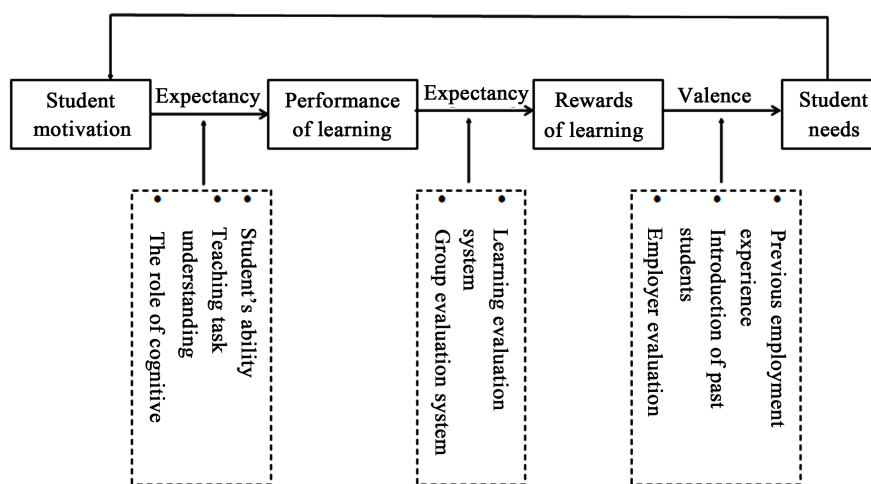 Student
motivation
Expectancy
Performance
of learning
Expectancy
Rewards
of learning
Valence
Student
needs
• Student's ability
• Teaching task
understanding
• The role of cognitive
• Learning evaluation
system
• Group evaluation system
• Previous employment
experience
• Introduction of past
students
• Employer evaluation